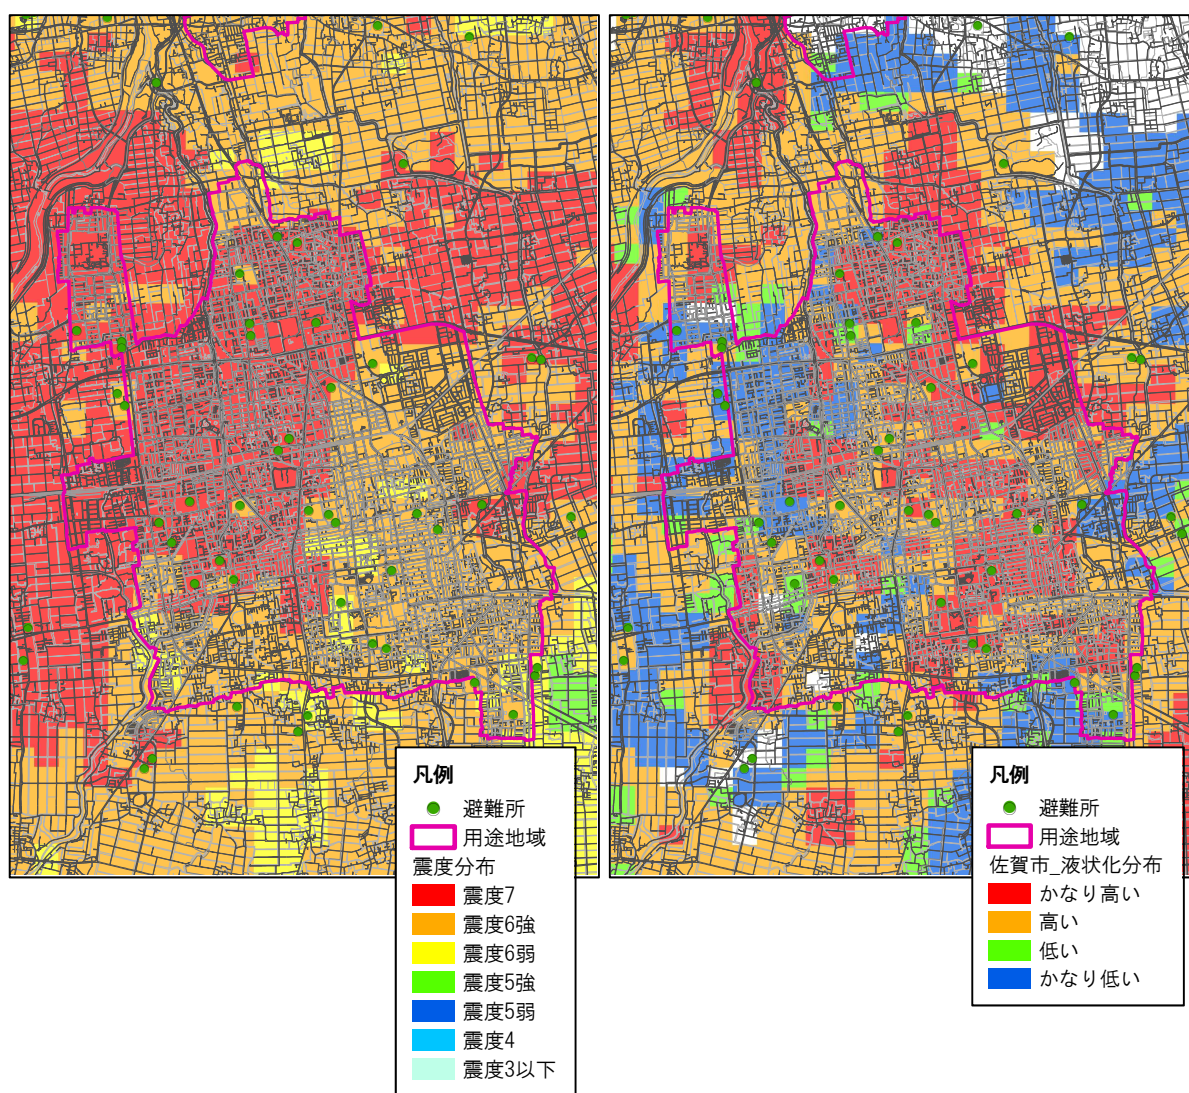 凡例
避難所
用途地域
震度分布
震度7
震度6強
震度6弱
震度5強
震度5弱
震度4
震度3以下
凡例
避難所
用途地域
佐賀市_液状化分布
かなり高い
高い
低い
かなり低い